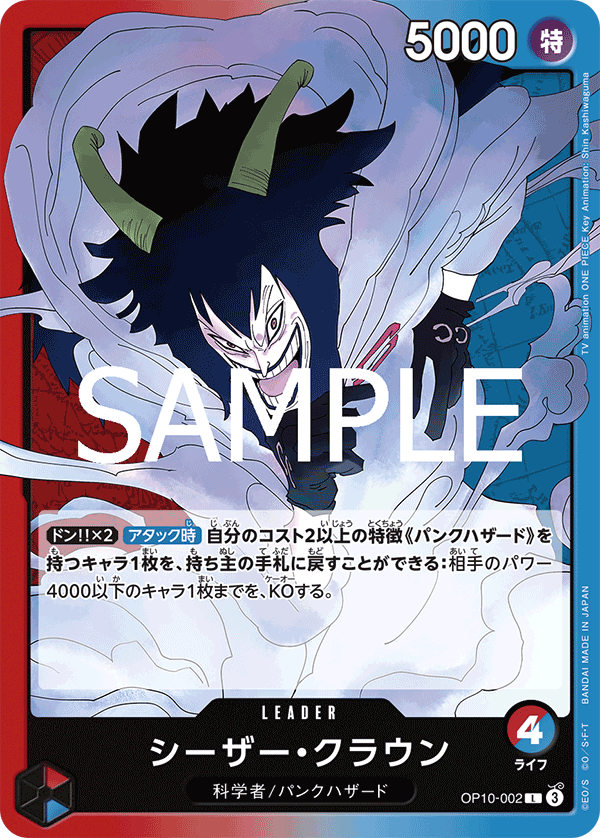 5000 特
TV animation ONE PIECE Key Animation: Shin Kashiwaguma
SAMPLE
ドン!!×2 アタック時 自分のコスト2以上の特徴《パンクハザード》を
持つキャラ1枚を、持ち主の手札に戻すことができる：相手のパワー
4000以下のキャラ1枚までを、KOする。
BANDAI MADE IN JAPAN
©E/S ©O／S･F･T
LEADER
シーザー・クラウン
4
ライフ
科学者/パンクハザード
OP10-002 L 3